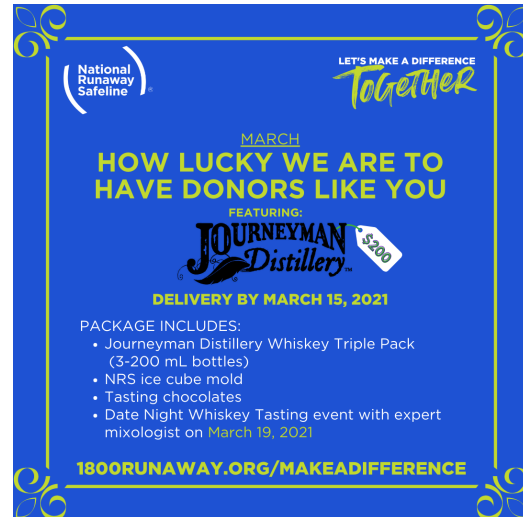 National
Runaway
Safeline®
LET'S MAKE A DIFFERENCE
TOGETHER
MARCH
HOW LUCKY WE ARE TO
HAVE DONORS LIKE YOU
FEATURING:
JOURNEYMAN
Distillery™
$200
DELIVERY BY MARCH 15, 2021
PACKAGE INCLUDES:
• Journeyman Distillery Whiskey Triple Pack
(3-200 mL bottles)
• NRS ice cube mold
• Tasting chocolates
• Date Night Whiskey Tasting event with expert
mixologist on March 19, 2021
1800RUNAWAY.ORG/MAKEADIFFERENCE